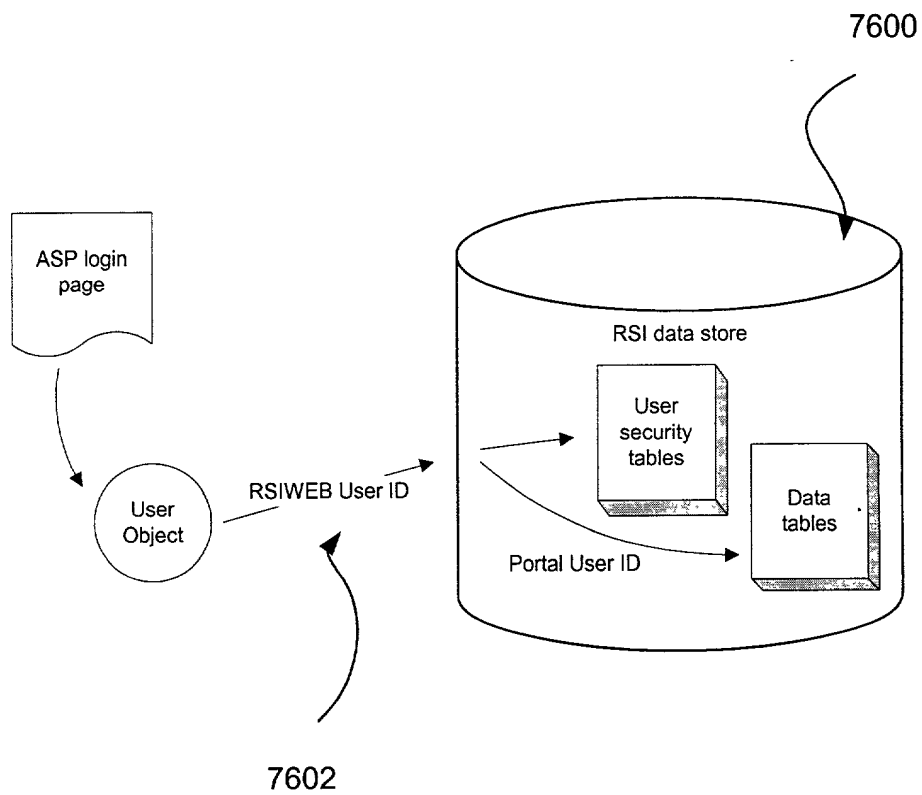 7600
ASP login
page
RSI data store
User
security
tables
RSIWEB User ID
User
Object
Data
tables
Portal User ID
7602